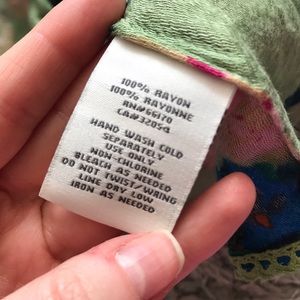 100% RAYON
100% RAYONNE
RN#66170
CA#32059
HAND WASH COLD
SEPARATELY
USE ONLY
NON-CHLORINE
BLEACH AS NEEDED
DO NOT TWIST/WRING
LINE DRY LOW
IRON AS NEEDED